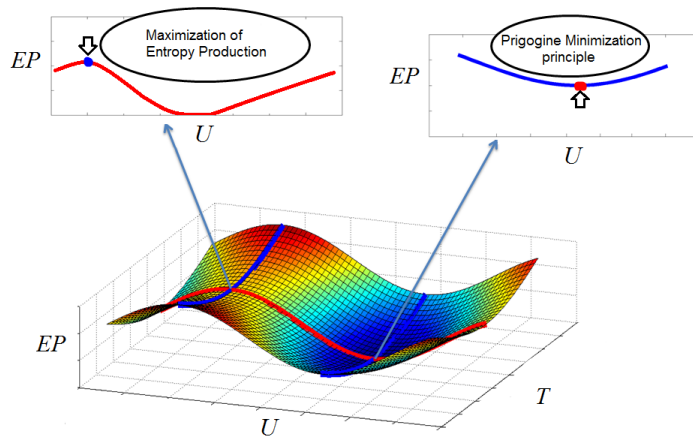 Maximization of
Entropy Production
EP
U
Prigogine Minimization
principle
EP
U
EP
U
T